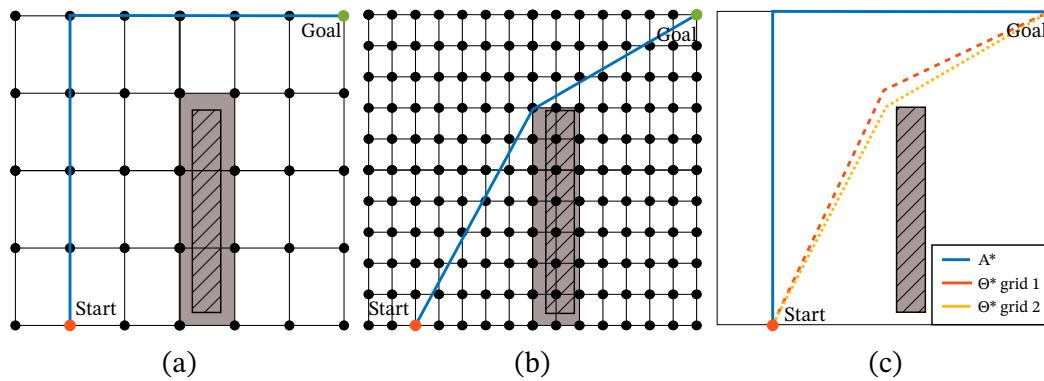 Goal
Start
(a)
Goal
Start
(b)
Goal
Start
A*
Θ* grid 1
Θ* grid 2
(c)